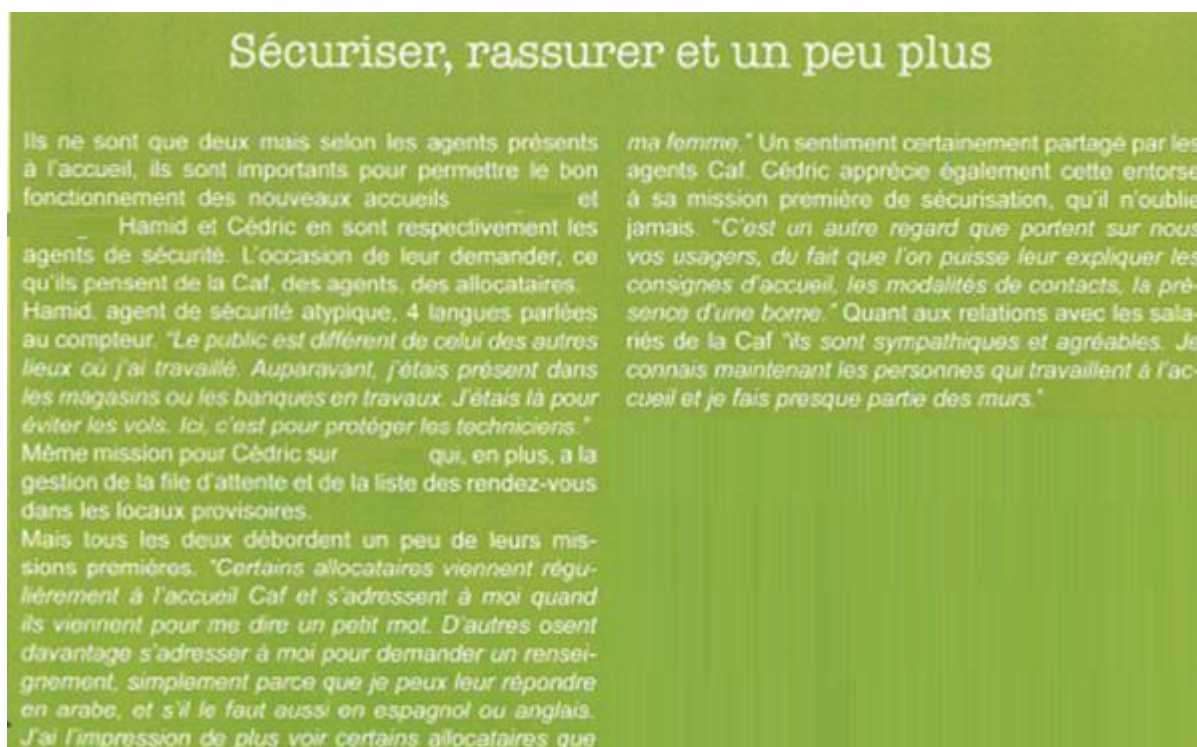 Sécuriser, rassurer et un peu plus
Ils ne sont que deux mais selon les agents présents
à l'accueil, ils sont importants pour permettre le bon
fonctionnement des nouveaux accueils et
Hamid et Cédric en sont respectivement les
agents de sécurité. L'occasion de leur demander, ce
qu'ils pensent de la Caf, des agents, des allocataires.
Hamid, agent de sécurité atypique, 4 langues parlées
au compteur. "Le public est différent de celui des autres
lieux où j'ai travaillé. Auparavant, j'étais présent dans
les magasins ou les banques en travaux. J'étais là pour
éviter les vols. Ici, c'est pour protéger les techniciens."
Même mission pour Cédric sur qui, en plus, a la
gestion de la file d'attente et de la liste des rendez-vous
dans les locaux provisoires.
Mais tous les deux débordent un peu de leurs mis-
sions premières. "Certains allocataires viennent régu-
lièrement à l'accueil Caf et s'adressent à moi quand
ils viennent pour me dire un petit mot. D'autres osent
davantage s'adresser à moi pour demander un rensei-
gnement, simplement parce que je peux leur répondre
en arabe, et s'il le faut aussi en espagnol ou anglais.
J'ai l'impression de plus voir certains allocataires que
ma femme." Un sentiment certainement partagé par les
agents Caf. Cédric apprécie également cette entorse
à sa mission première de sécurisation, qu'il n'oublie
jamais. "C'est un autre regard que portent sur nous
vos usagers, du fait que l'on puisse leur expliquer les
consignes d'accueil, les modalités de contacts, la pré-
sence d'une borne." Quant aux relations avec les sala-
riés de la Caf "ils sont sympathiques et agréables. Je
connais maintenant les personnes qui travaillent à l'ac-
cueil et je fais presque partie des murs."